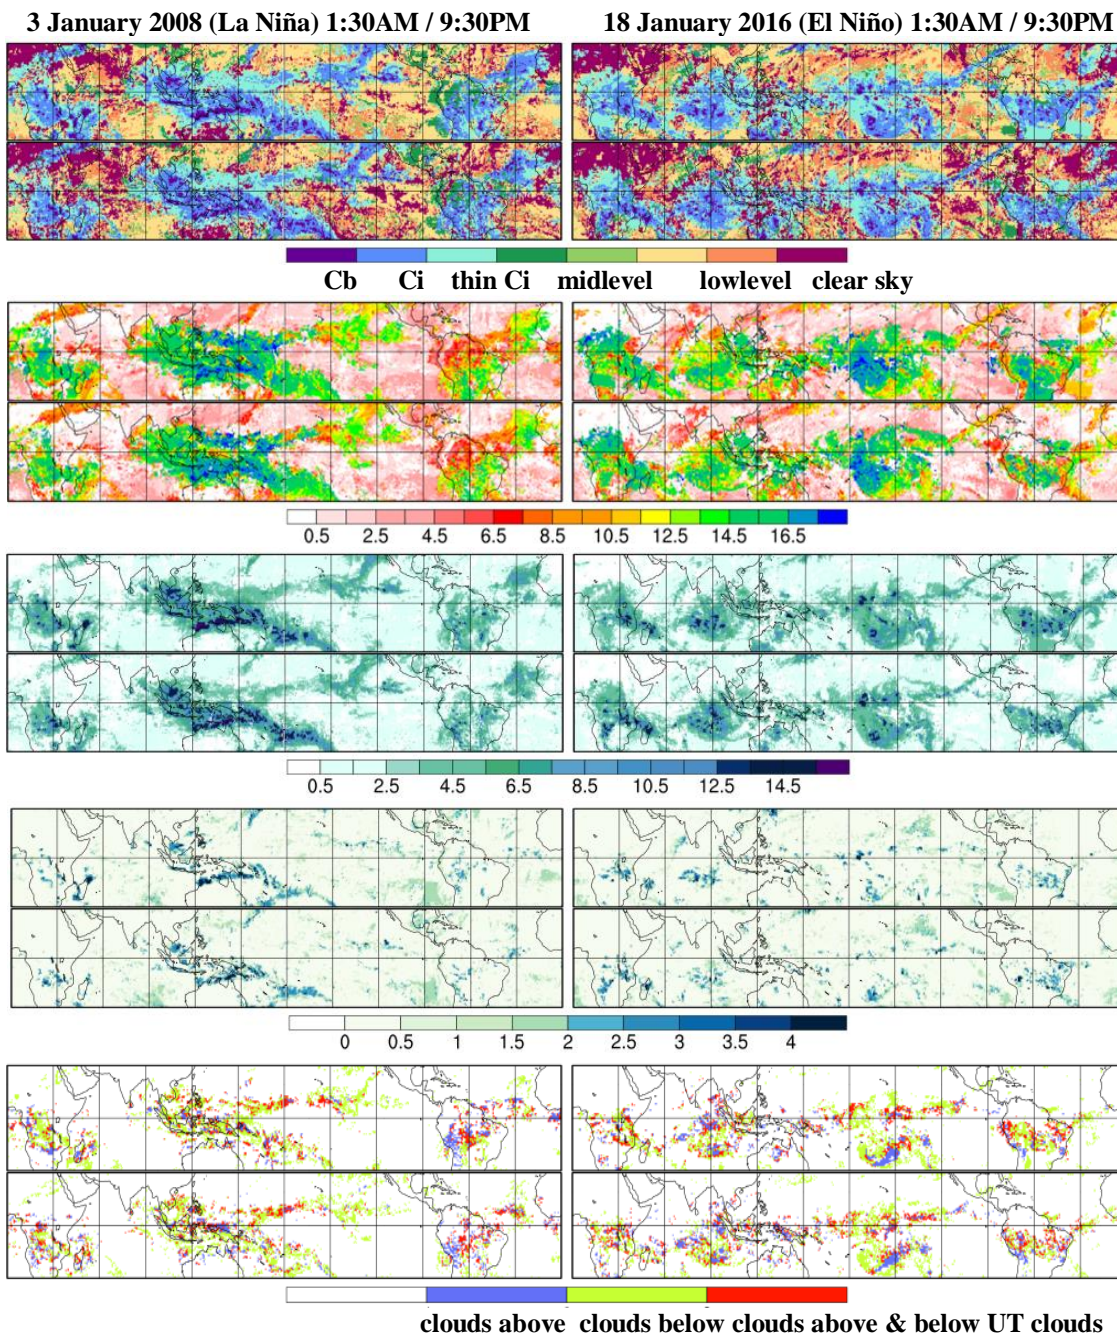 3 January 2008 (La Niña) 1:30AM / 9:30PM 18 January 2016 (El Niño) 1:30AM / 9:30PM
Cb Ci thin Ci midlevel lowlevel clear sky
0.5 2.5 4.5 6.5 8.5 10.5 12.5 14.5 16.5
0.5 2.5 4.5 6.5 8.5 10.5 12.5 14.5
0 0.5 1 1.5 2 2.5 3 3.5 4
clouds above clouds below clouds above & below UT clouds